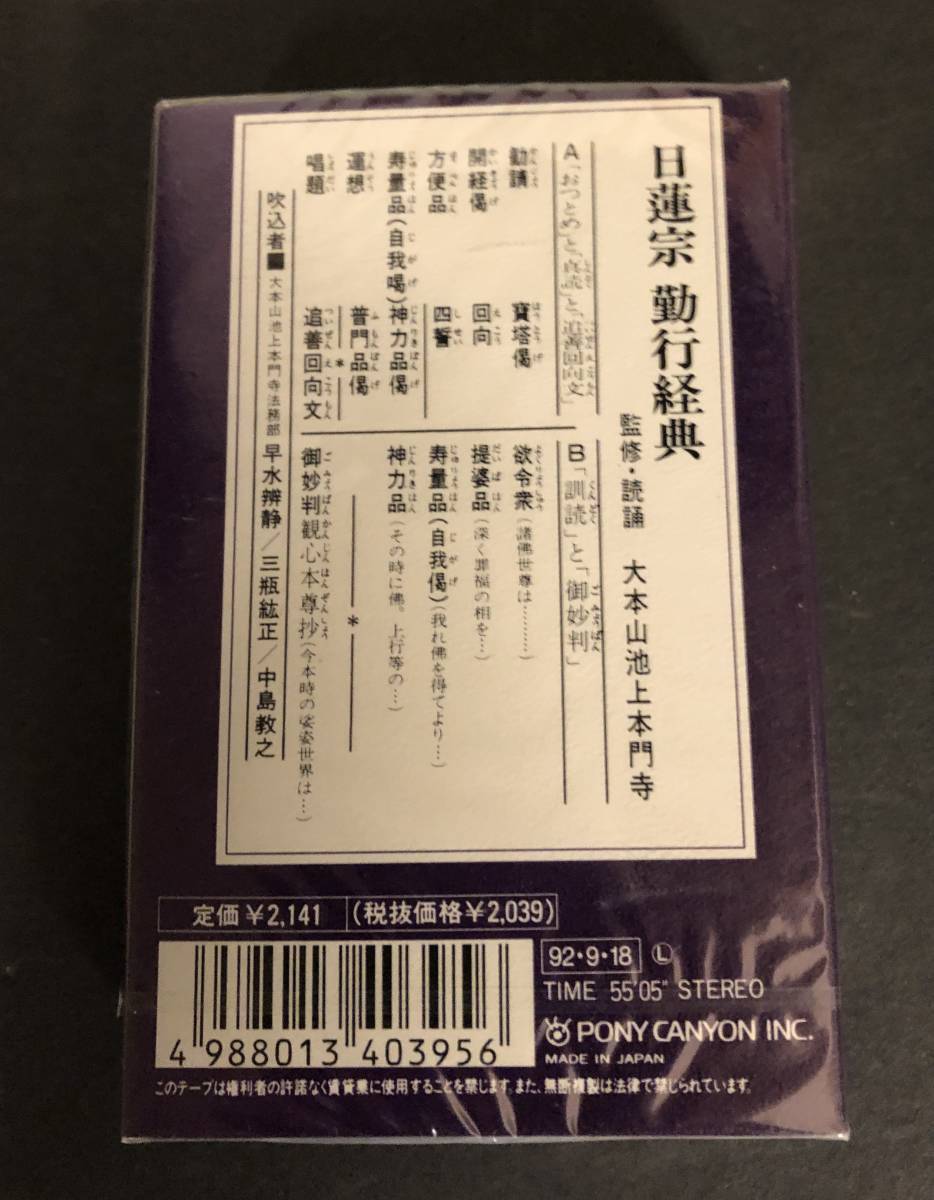 日蓮宗 勤行経典
監修・読誦 大本山池上本門寺
A「おつとめ」と「真読」と「追善回向文」
勧請
開経偈
方便品
寿量品(自我偈)
運想
唱題
寶塔偈
回向
四誓
神力品偈
普門品偈
*
追善回向文
B「訓読」と「御妙判」
欲令衆(諸佛世尊は…………)
提婆品(深く罪福の相を…)
寿量品(自我偈)(我れ佛を得てより…)
神力品(その時に佛。上行等の…)
*
御妙判観心本尊抄(今本時の娑婆世界は…)
吹込者■大本山池上本門寺法務部 早水辨静/三瓶紘正/中島教之
定価¥2,141 (税抜価格¥2,039)
92・9・18 Ⓛ
TIME 55'05" STEREO
PONY CANYON INC.
MADE IN JAPAN
4 988013 403956
このテープは権利者の許諾なく賃貸業に使用することを禁じます。また、無断複製は法律で禁じられています。